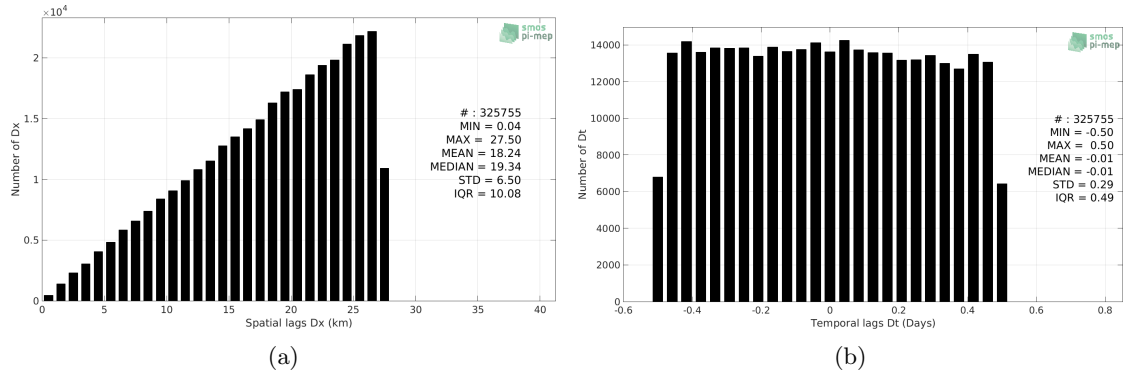 ×10⁴
2
1.5
1
0.5
0
0 5 10 15 20 25 30 35 40
Number of Dx
Spatial lags Dx (km)
smos
pi-mep
# : 325755
MIN = 0.04
MAX = 27.50
MEAN = 18.24
MEDIAN = 19.34
STD = 6.50
IQR = 10.08
(a)
14000
12000
10000
8000
6000
4000
2000
0
-0.6 -0.4 -0.2 0 0.2 0.4 0.6 0.8
Number of Dt
Temporal lags Dt (Days)
smos
pi-mep
# : 325755
MIN = -0.50
MAX = 0.50
MEAN = -0.01
MEDIAN = -0.01
STD = 0.29
IQR = 0.49
(b)